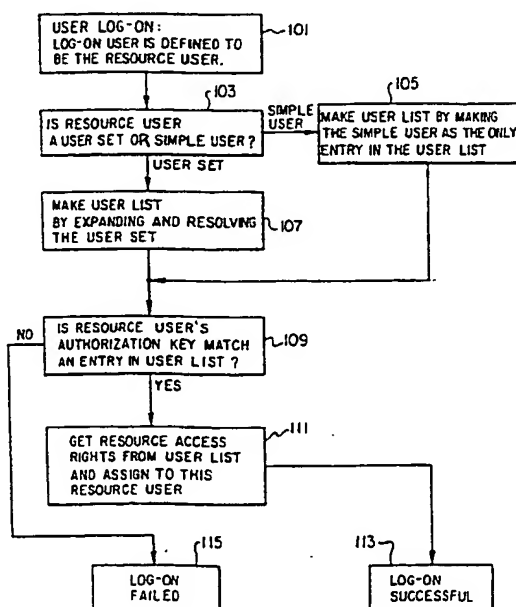 USER LOG-ON:
LOG-ON USER IS DEFINED TO
BE THE RESOURCE USER.
101
103
IS RESOURCE USER
A USER SET OR SIMPLE USER?
SIMPLE
USER
USER SET
105
MAKE USER LIST BY MAKING
THE SIMPLE USER AS THE ONLY
ENTRY IN THE USER LIST
MAKE USER LIST
BY EXPANDING AND RESOLVING
THE USER SET
107
NO
IS RESOURCE USER'S
AUTHORIZATION KEY MATCH
AN ENTRY IN USER LIST?
109
YES
GET RESOURCE ACCESS
RIGHTS FROM USER LIST
AND ASSIGN TO THIS
RESOURCE USER
111
115
LOG-ON
FAILED
113
LOG-ON
SUCCESSFUL